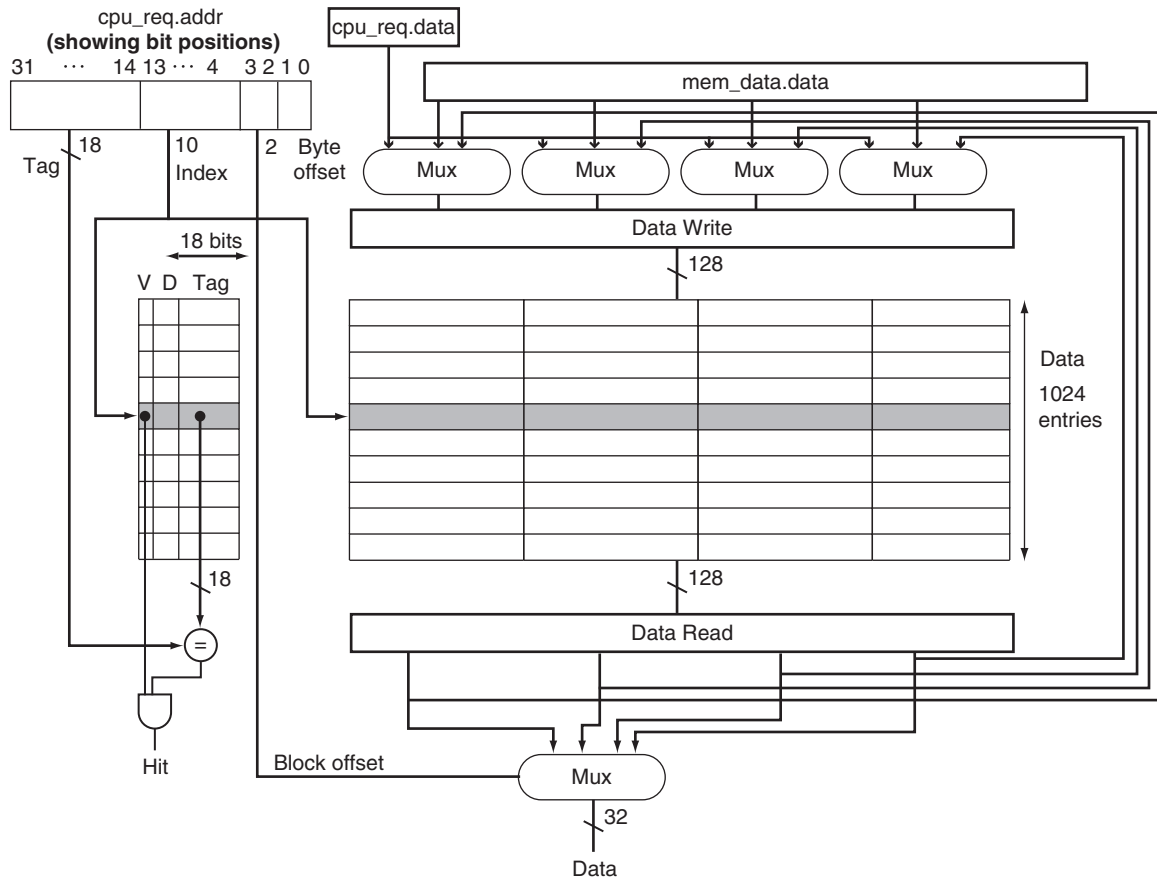 cpu_req.addr
(showing bit positions)
31 ··· 14 13 ··· 4 3 2 1 0
cpu_req.data
mem_data.data
18
10
2
Byte
offset
Tag
Index
Mux
Mux
Mux
Mux
Data Write
18 bits
128
V D Tag
Data
1024
entries
18
128
=
Data Read
Hit
Block offset
Mux
32
Data